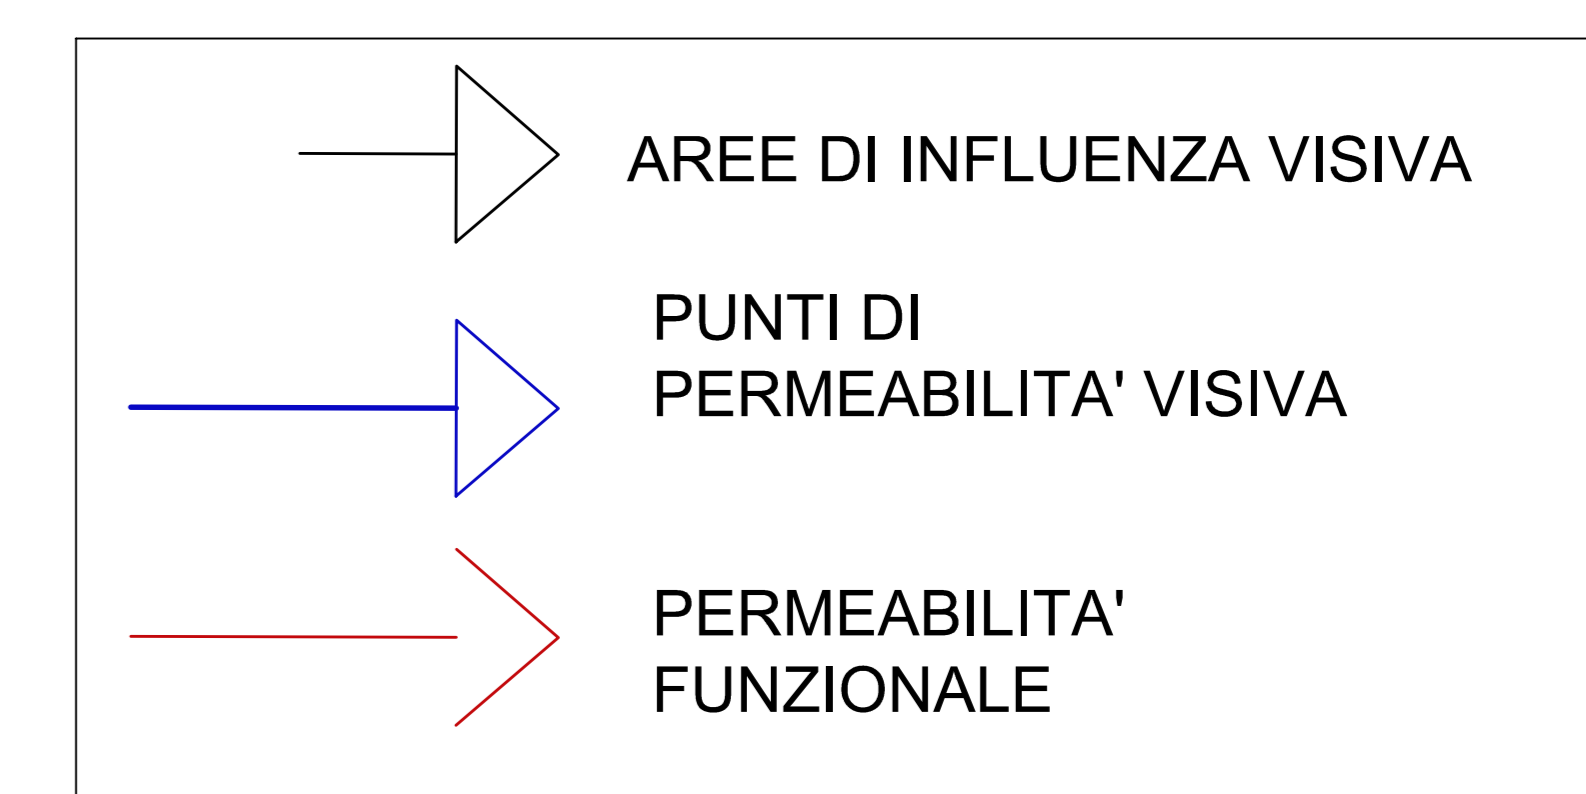 AREE DI INFLUENZA VISIVA
PUNTI DI
PERMEABILITA' VISIVA
PERMEABILITA'
FUNZIONALE